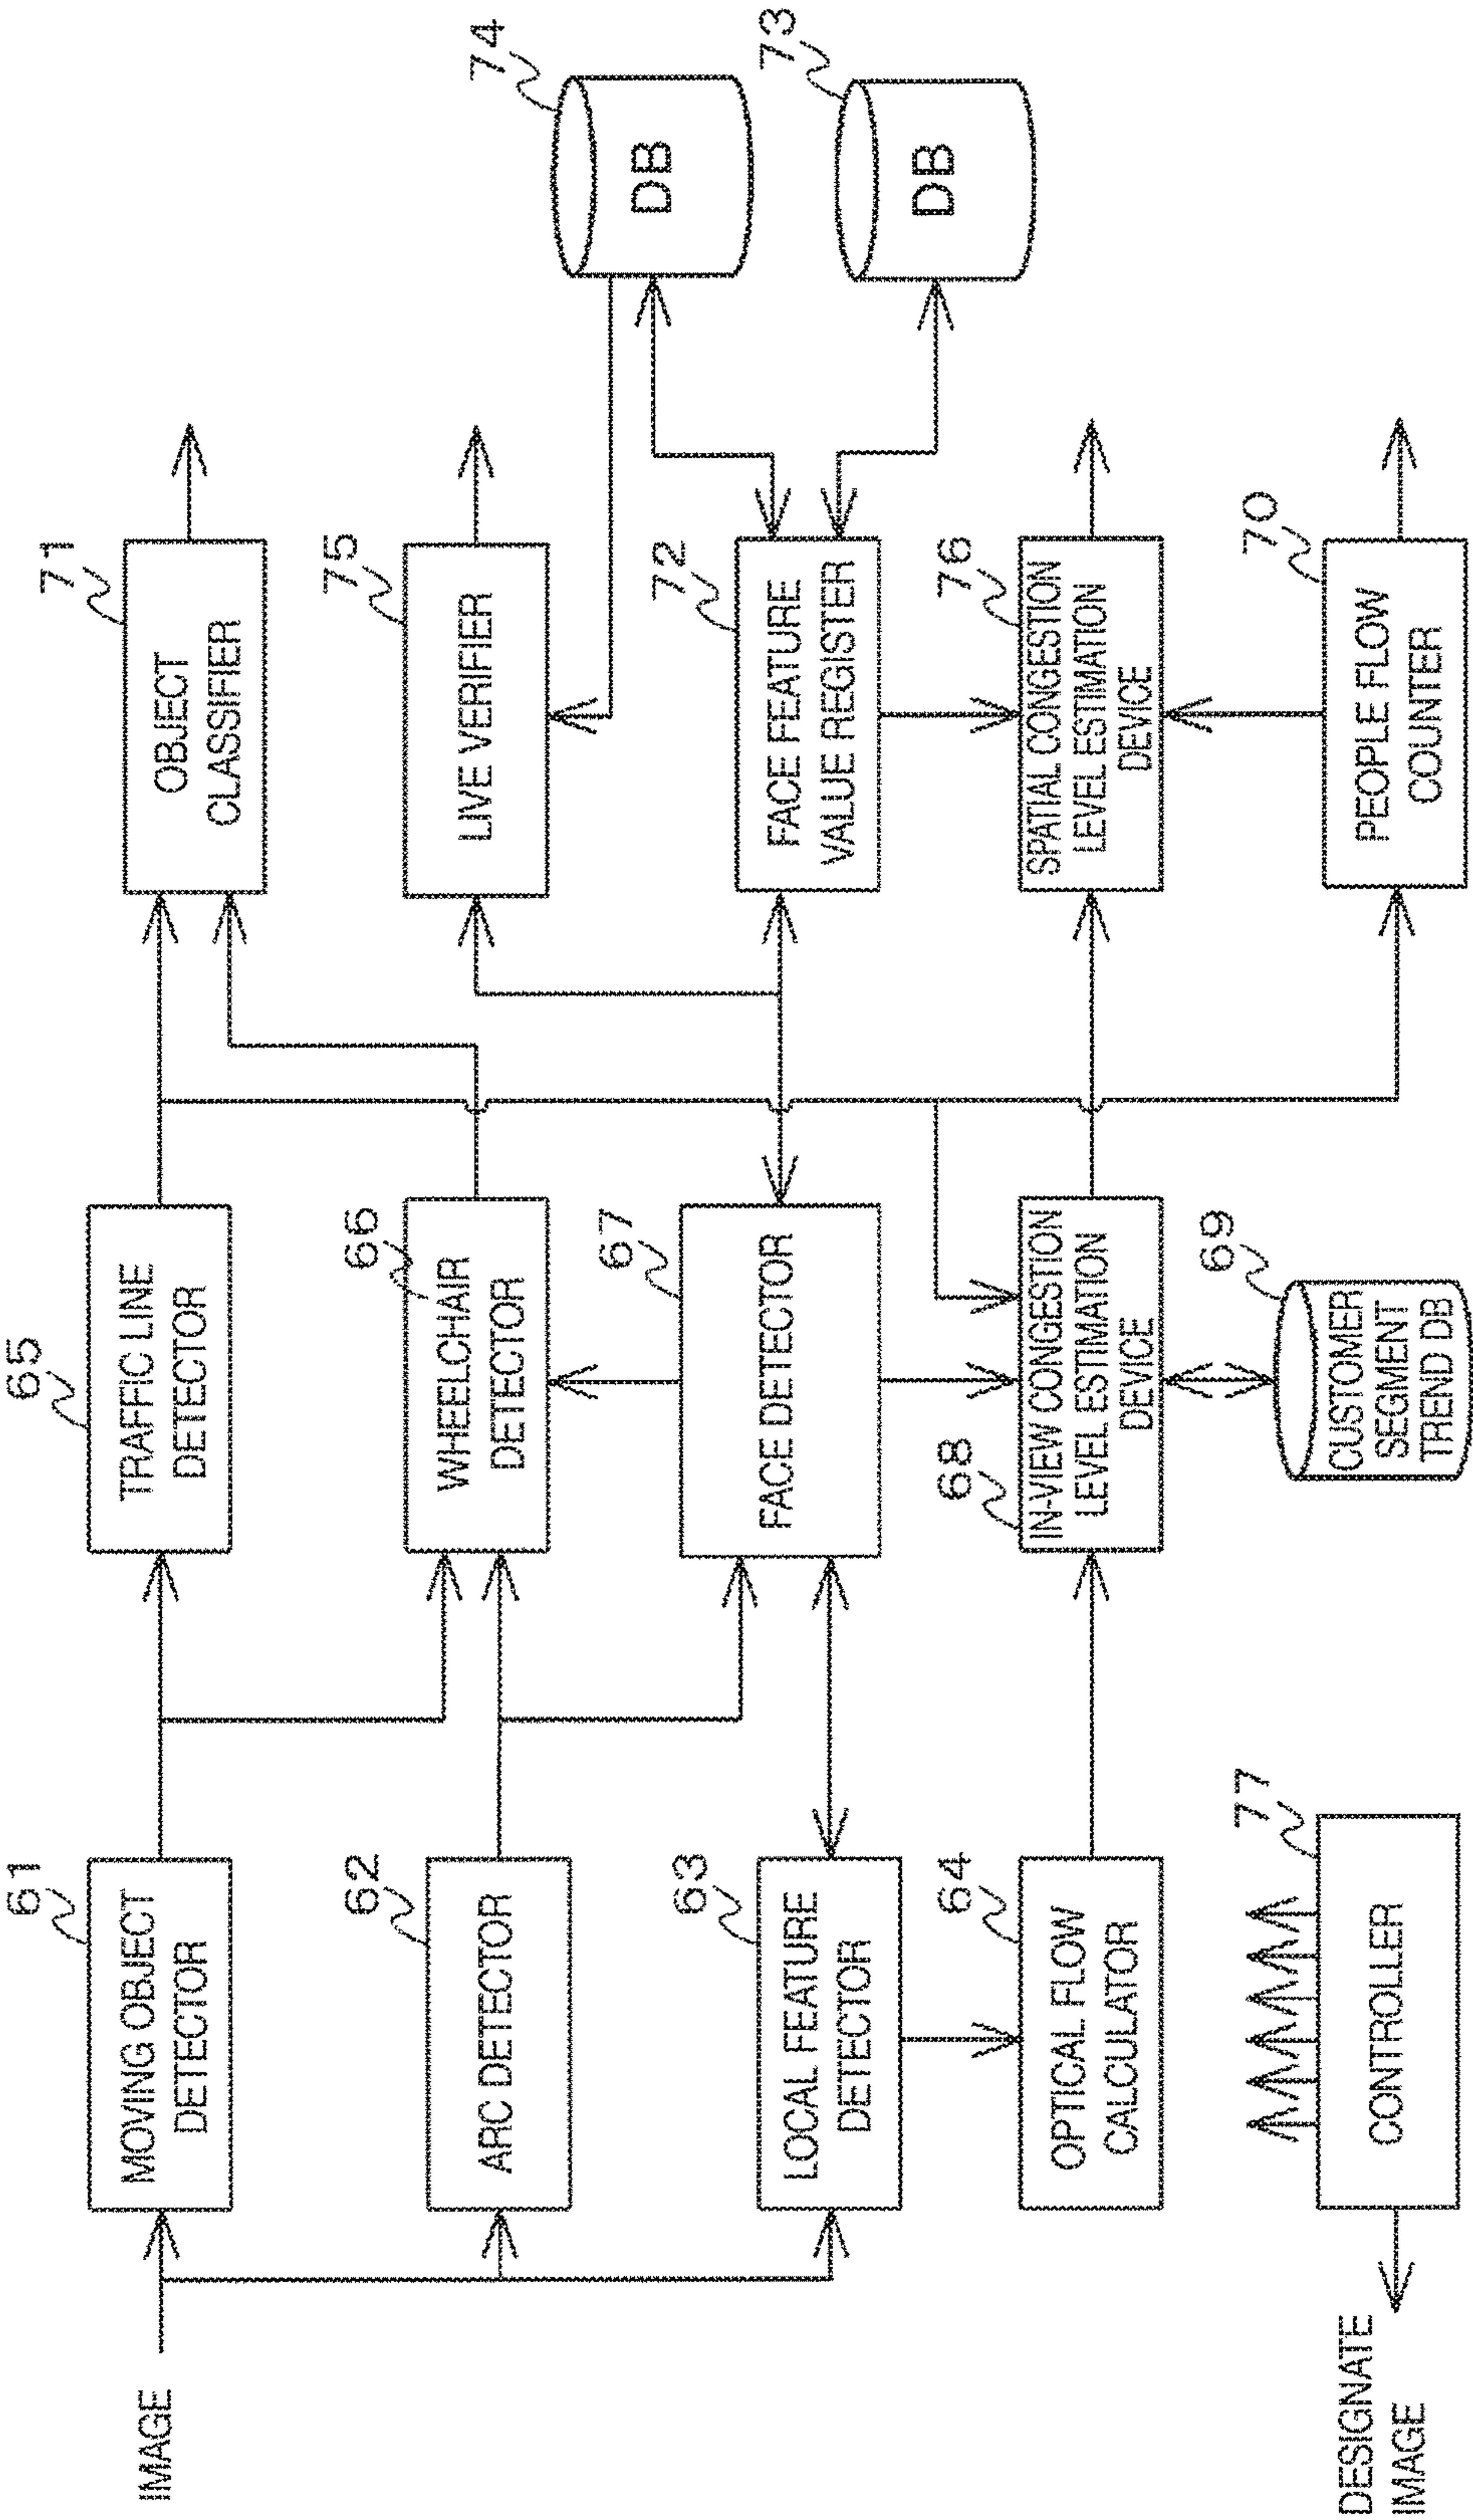 IMAGE
61
MOVING OBJECT
DETECTOR
65
TRAFFIC LINE
DETECTOR
71
OBJECT
CLASSIFIER
62
ARC DETECTOR
66
WHEELCHAIR
DETECTOR
75
LIVE VERIFIER
74
DB
63
LOCAL FEATURE
DETECTOR
67
FACE DETECTOR
72
FACE FEATURE
VALUE REGISTER
73
DB
64
OPTICAL FLOW
CALCULATOR
68
IN-VIEW CONGESTION
LEVEL ESTIMATION
DEVICE
76
SPATIAL CONGESTION
LEVEL ESTIMATION
DEVICE
77
CONTROLLER
DESIGNATE
IMAGE
69
CUSTOMER
SEGMENT
TREND DB
70
PEOPLE FLOW
COUNTER